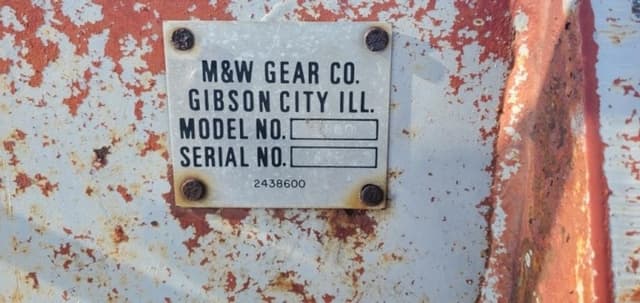 M&W GEAR CO.
GIBSON CITY ILL.
MODEL NO.
SERIAL NO.
2438600